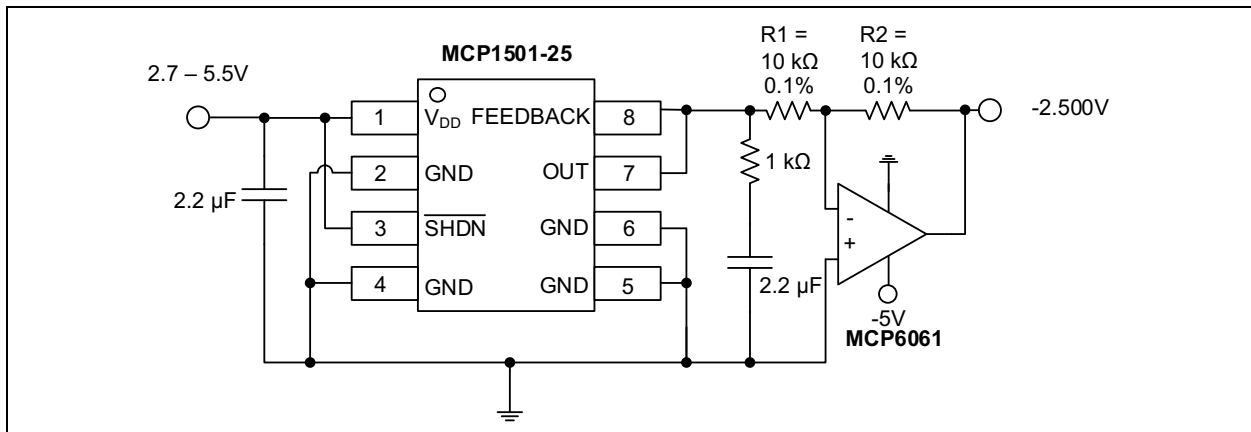 MCP1501-25
R1 =
10 kΩ
0.1%
R2 =
10 kΩ
0.1%
2.7 – 5.5V
-2.500V
1
VDD
FEEDBACK
8
2
GND
OUT
7
1 kΩ
2.2 µF
3
SHDN
GND
6
-
+
4
GND
GND
5
2.2 µF
-5V
MCP6061